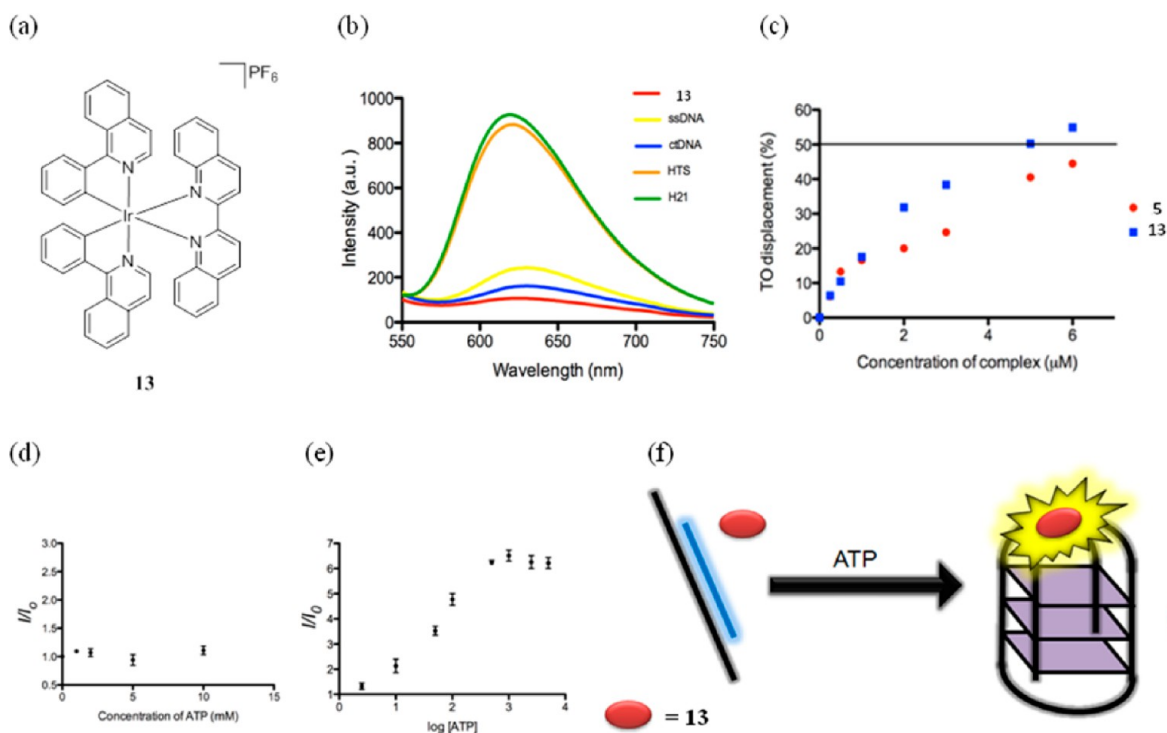 (a)
PF6
N
N
Ir
N
N
13
(b)
1000
800
600
400
200
0
Intensity (a.u.)
550 600 650 700 750
Wavelength (nm)
13
ssDNA
ctDNA
HTS
H21
(c)
60
50
40
30
20
10
0
TO displacement (%)
0 2 4 6
Concentration of complex (μM)
5
13
(d)
3.0
2.5
2.0
1.5
1.0
0.5
I/Io
0 5 10 15
Concentration of ATP (mM)
(e)
7
6
5
4
3
2
1
I/I0
0 1 2 3 4
log [ATP]
(f)
ATP
= 13